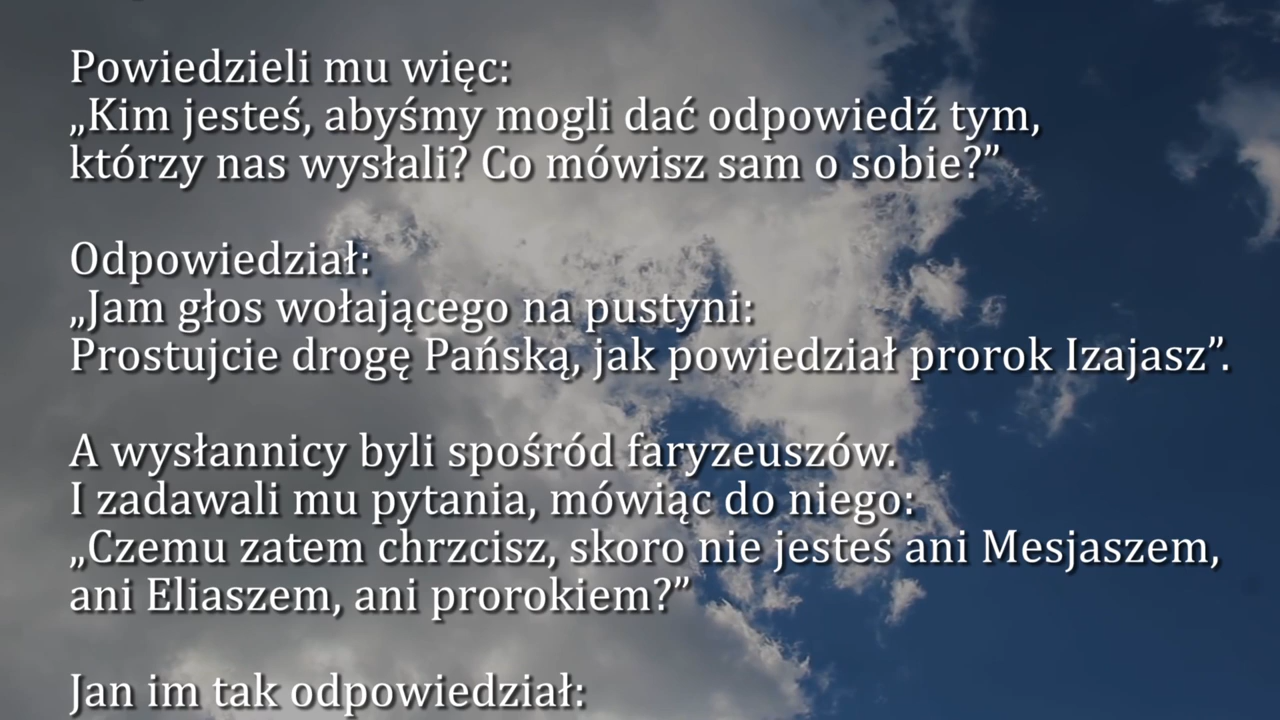 Powiedzieli mu więc:
„Kim jesteś, abyśmy mogli dać odpowiedź tym,
którzy nas wysłali? Co mówisz sam o sobie?”
Odpowiedział:
„Jam głos wołającego na pustyni:
Prostujcie drogę Pańską, jak powiedział prorok Izajasz”.
A wysłannicy byli spośród faryzeuszów.
I zadawali mu pytania, mówiąc do niego:
„Czemu zatem chrzcisz, skoro nie jesteś ani Mesjaszem,
ani Eliaszem, ani prorokiem?”
Jan im tak odpowiedział: